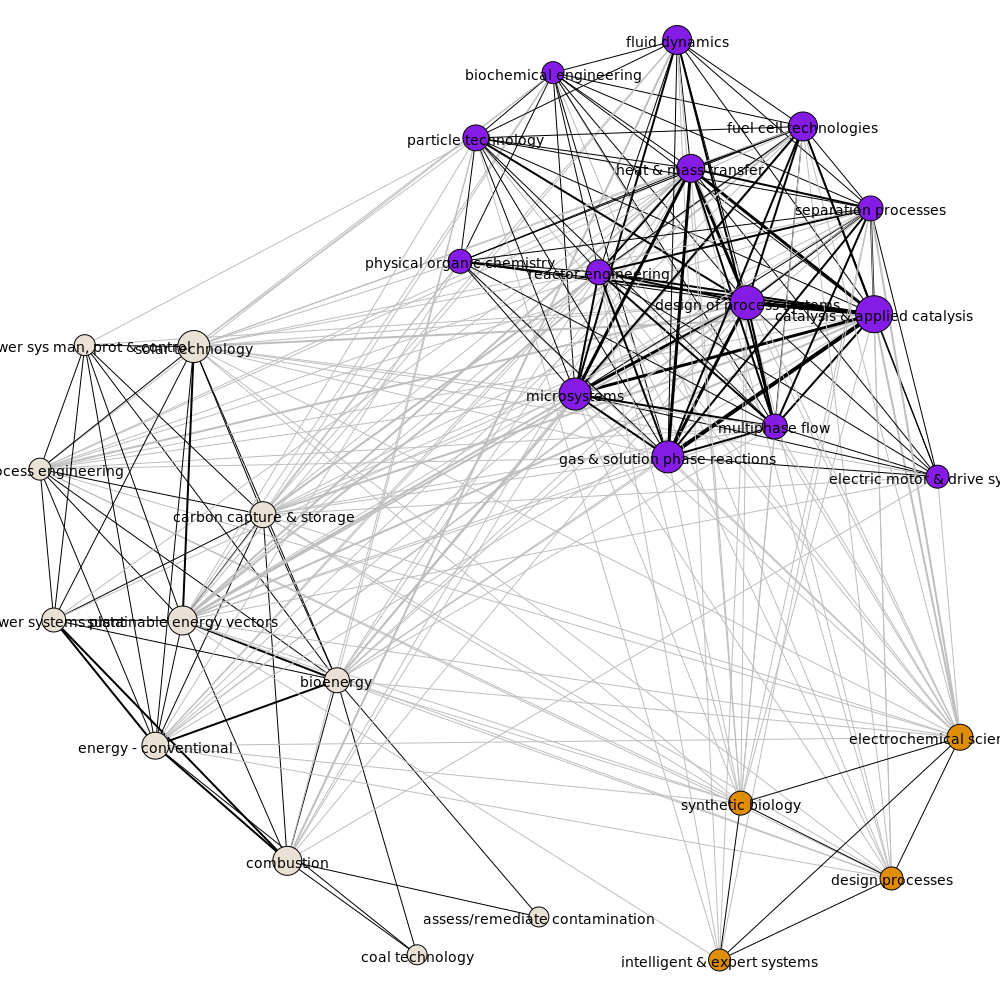 fluid dynamics
biochemical engineering
fuel cell technologies
particle technology
heat & mass transfer
separation processes
physical organic chemistry
reactor engineering
design of process systems
catalysis & applied catalysis
wer sys man, prot & control
solar technology
microsystems
multiphase flow
gas & solution phase reactions
ocess engineering
electric motor & drive sy
carbon capture & storage
wer systems plant
sustainable energy vectors
bioenergy
energy - conventional
electrochemical scien
synthetic biology
combustion
design processes
assess/remediate contamination
coal technology
intelligent & expert systems